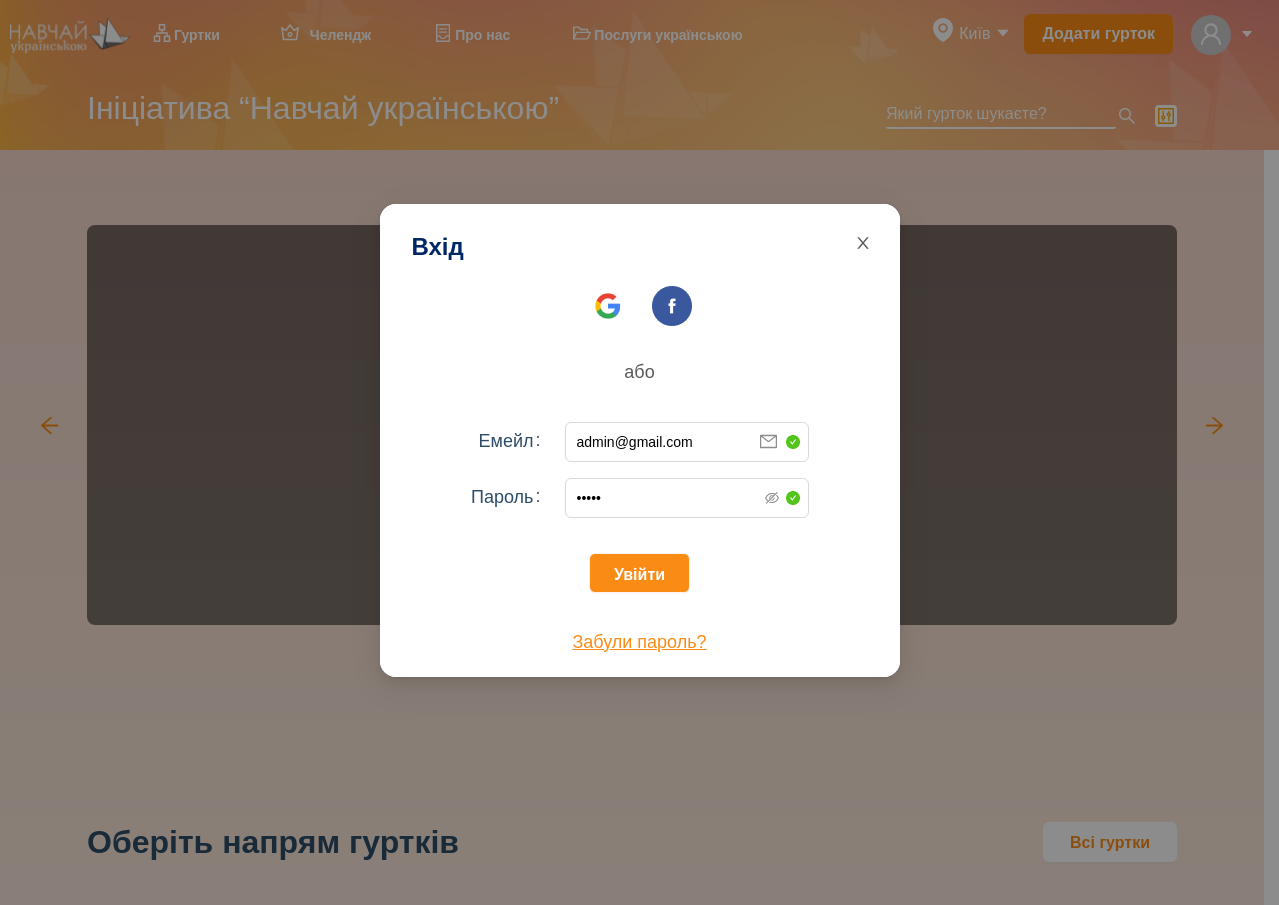 НАВЧАЙ
українською
Гуртки
Челендж
Про нас
Послуги українською
Київ
Додати гурток
Ініціатива “Навчай українською”
Який гурток шукаєте?
Вхід
або
Емейл:
admin@gmail.com
Пароль:
•••••
Увійти
Забули пароль?
Оберіть напрям гуртків
Всі гуртки